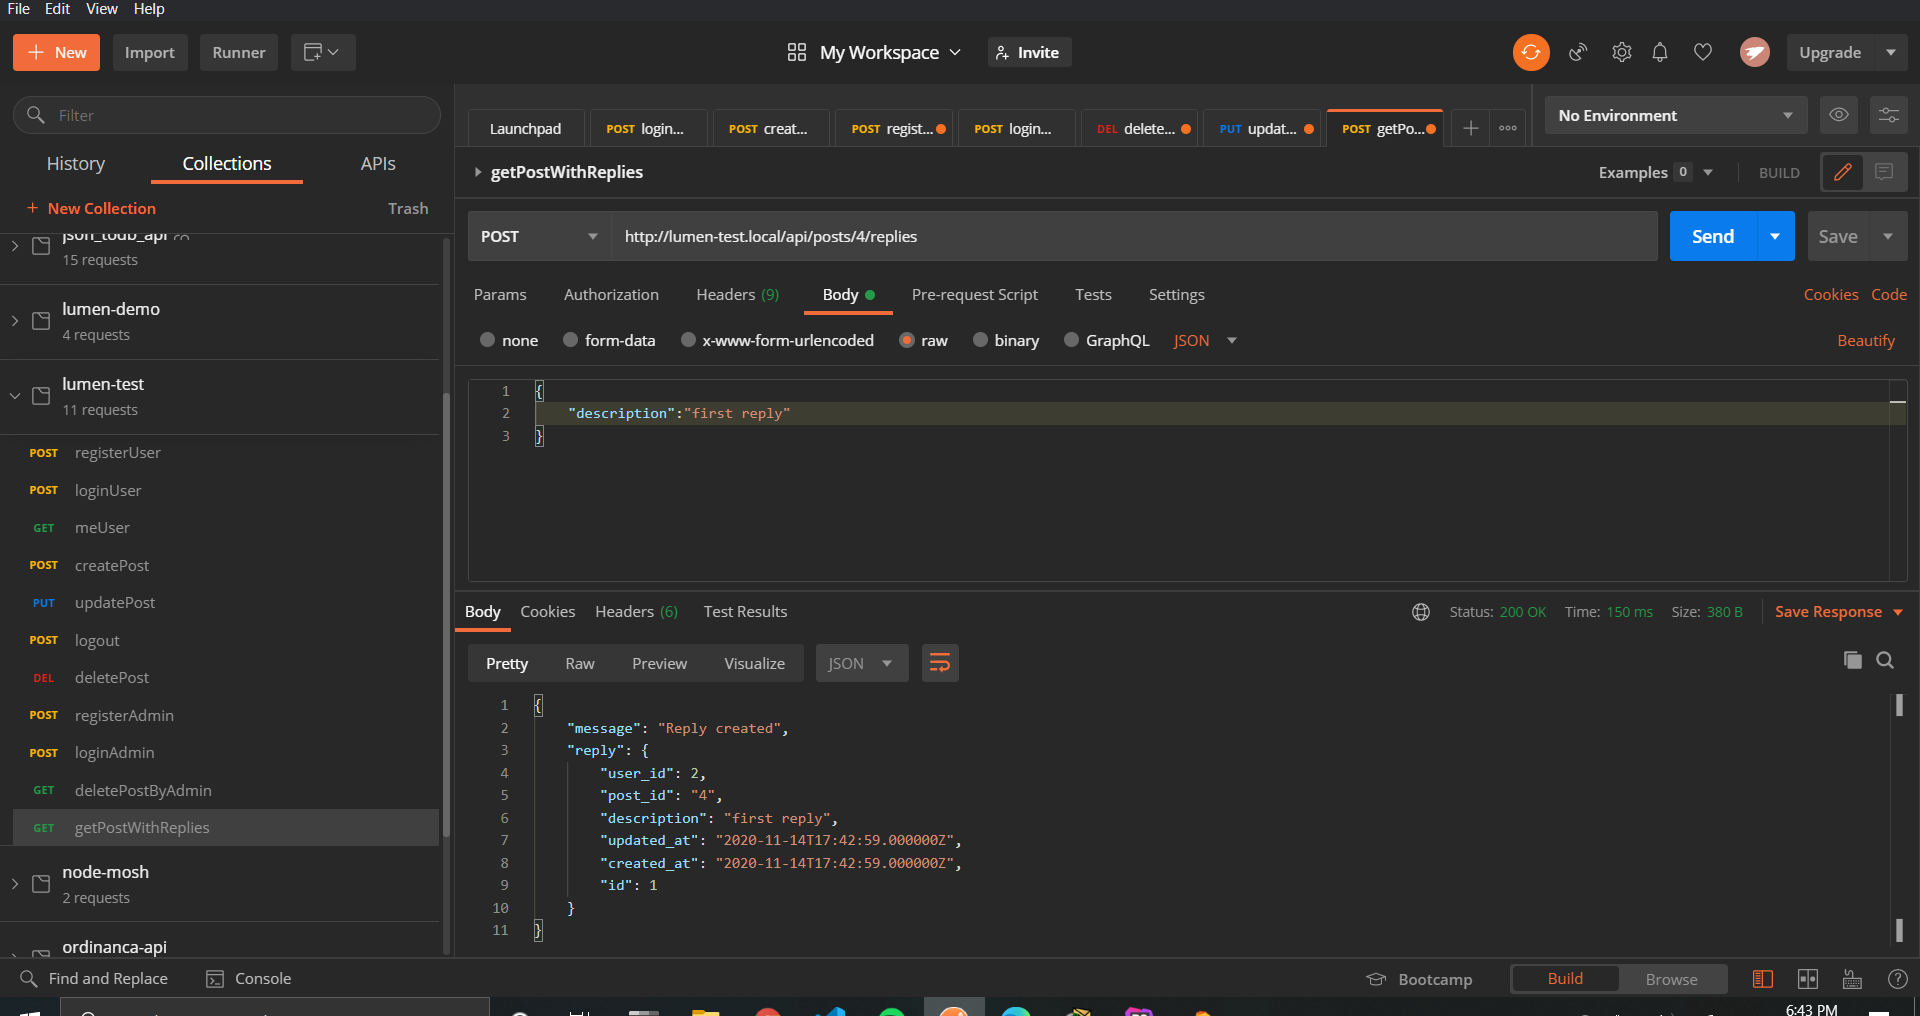 File Edit View Help
New Import Runner My Workspace Invite Upgrade
Filter
History Collections APIs
New Collection Trash
json_todb_api
15 requests
lumen-demo
4 requests
lumen-test
11 requests
POST registerUser
POST loginUser
GET meUser
POST createPost
PUT updatePost
POST logout
DEL deletePost
POST registerAdmin
POST loginAdmin
GET deletePostByAdmin
GET getPostWithReplies
node-mosh
2 requests
ordinanca-api
Launchpad POST login... POST creat... POST regist... POST login... DEL delete... PUT updat... POST getPo... No Environment
getPostWithReplies Examples 0 BUILD
POST http://lumen-test.local/api/posts/4/replies Send Save
Params Authorization Headers (9) Body Pre-request Script Tests Settings Cookies Code
none form-data x-www-form-urlencoded raw binary GraphQL JSON Beautify
1 {
2 "description":"first reply"
3 }
Body Cookies Headers (6) Test Results Status: 200 OK Time: 150 ms Size: 380 B Save Response
Pretty Raw Preview Visualize JSON
1 {
2 "message": "Reply created",
3 "reply": {
4 "user_id": 2,
5 "post_id": "4",
6 "description": "first reply",
7 "updated_at": "2020-11-14T17:42:59.000000Z",
8 "created_at": "2020-11-14T17:42:59.000000Z",
9 "id": 1
10 }
11 }
Find and Replace Console Bootcamp Build Browse
6:43 PM